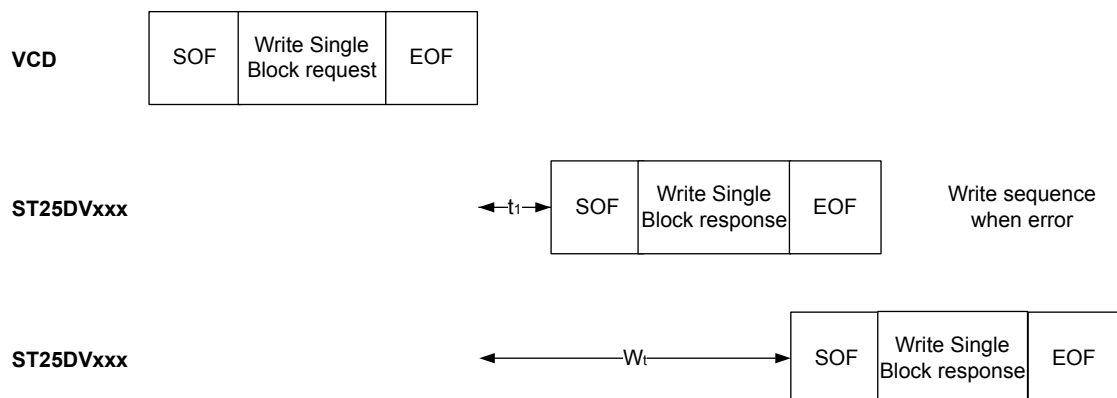 VCD
SOF
Write Single
Block request
EOF
ST25DVxxx
t1
SOF
Write Single
Block response
EOF
Write sequence
when error
ST25DVxxx
Wt
SOF
Write Single
Block response
EOF